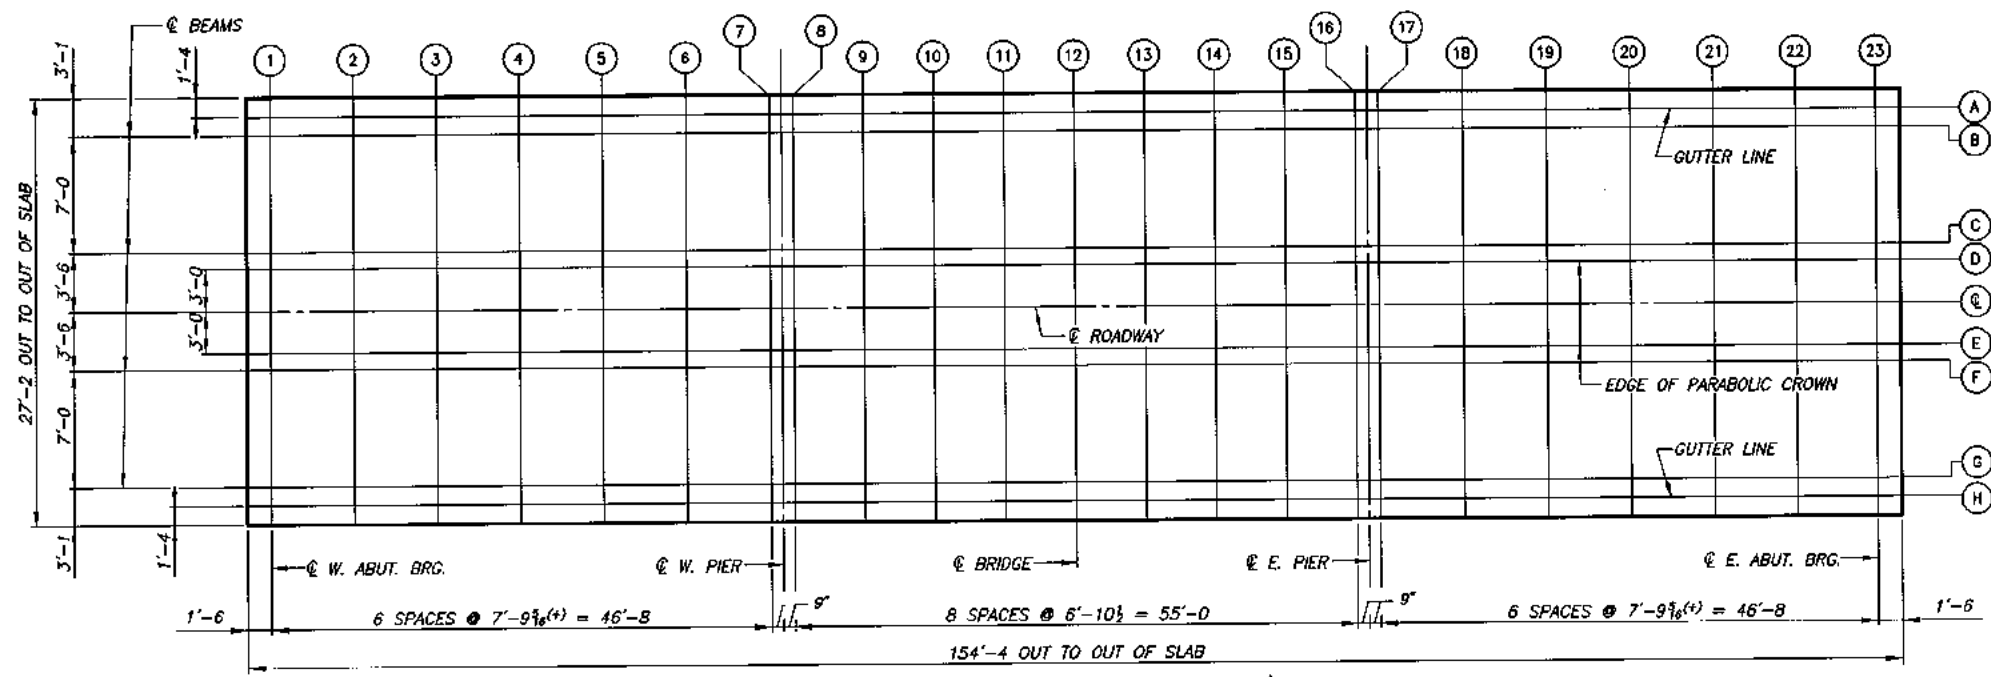 ℄ BEAMS
1 2 3 4 5 6 7 8 9 10 11 12 13 14 15 16 17 18 19 20 21 22 23
3'-1
1'-4
A
B
GUTTER LINE
7'-0
27'-2 OUT TO OUT OF SLAB
C
D
3'-6
3'-0
℄
℄ ROADWAY
3'-6
3'-0
E
F
EDGE OF PARABOLIC CROWN
7'-0
GUTTER LINE
G
H
3'-1
1'-4
℄ W. ABUT. BRG.
℄ W. PIER
℄ BRIDGE
℄ E. PIER
℄ E. ABUT. BRG.
1'-6
6 SPACES @ 7'-9 5/16(+) = 46'-8
9"
8 SPACES @ 6'-10½ = 55'-0
9"
6 SPACES @ 7'-9 5/16(+) = 46'-8
1'-6
154'-4 OUT TO OUT OF SLAB